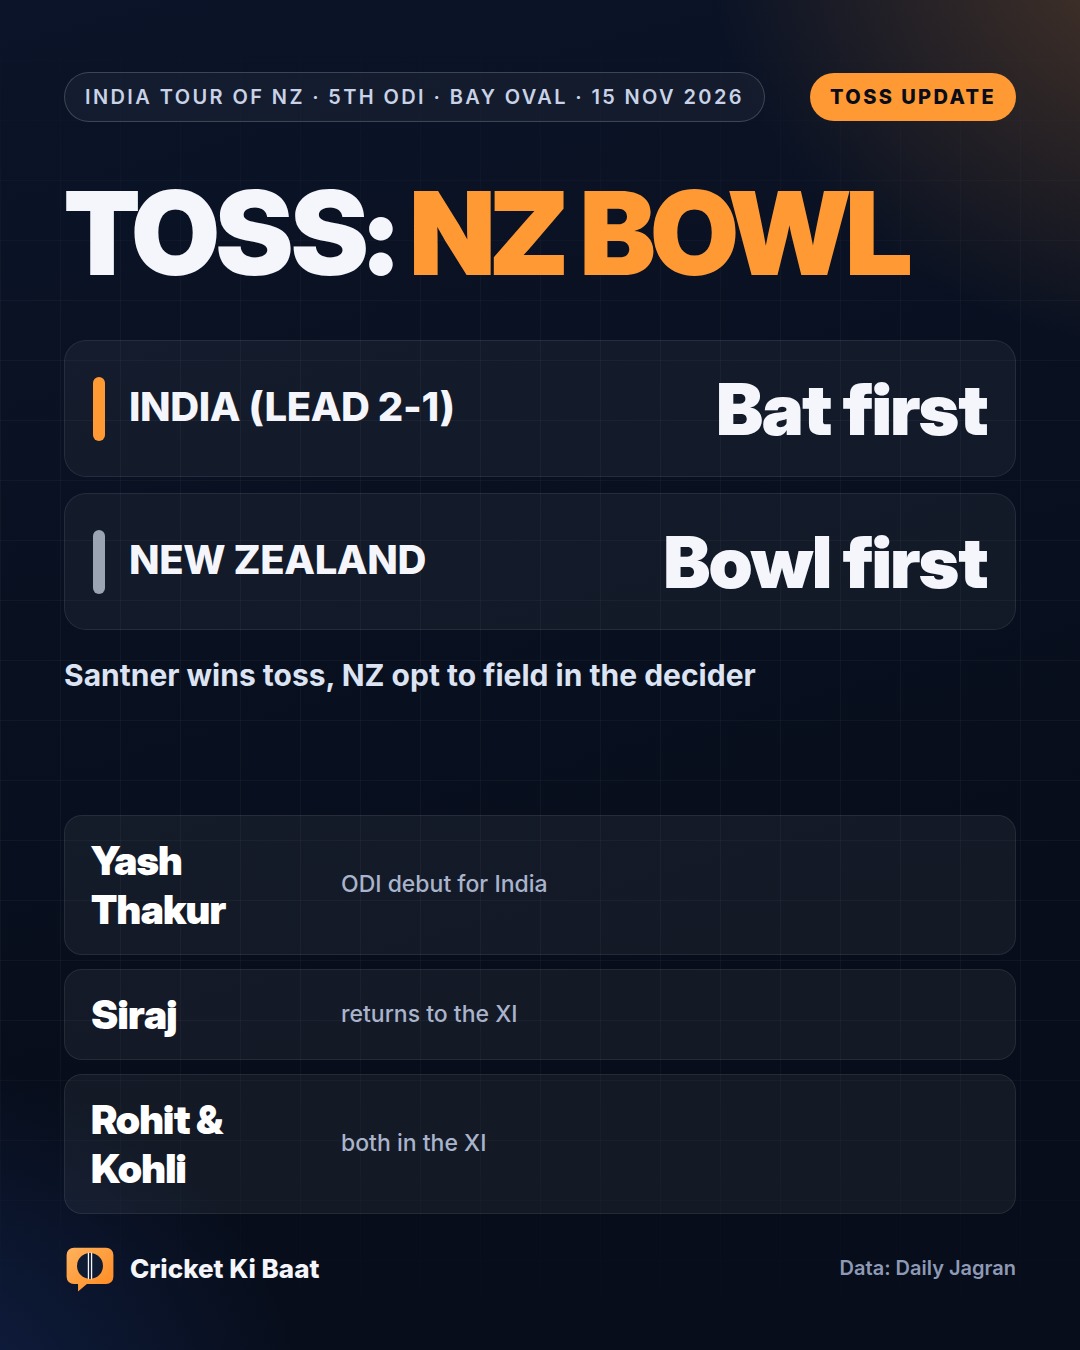 INDIA TOUR OF NZ · 5TH ODI · BAY OVAL · 15 NOV 2026
TOSS UPDATE
TOSS: NZ BOWL
INDIA (LEAD 2-1)
Bat first
NEW ZEALAND
Bowl first
Santner wins toss, NZ opt to field in the decider
Yash
Thakur
ODI debut for India
Siraj
returns to the XI
Rohit &
Kohli
both in the XI
Cricket Ki Baat
Data: Daily Jagran